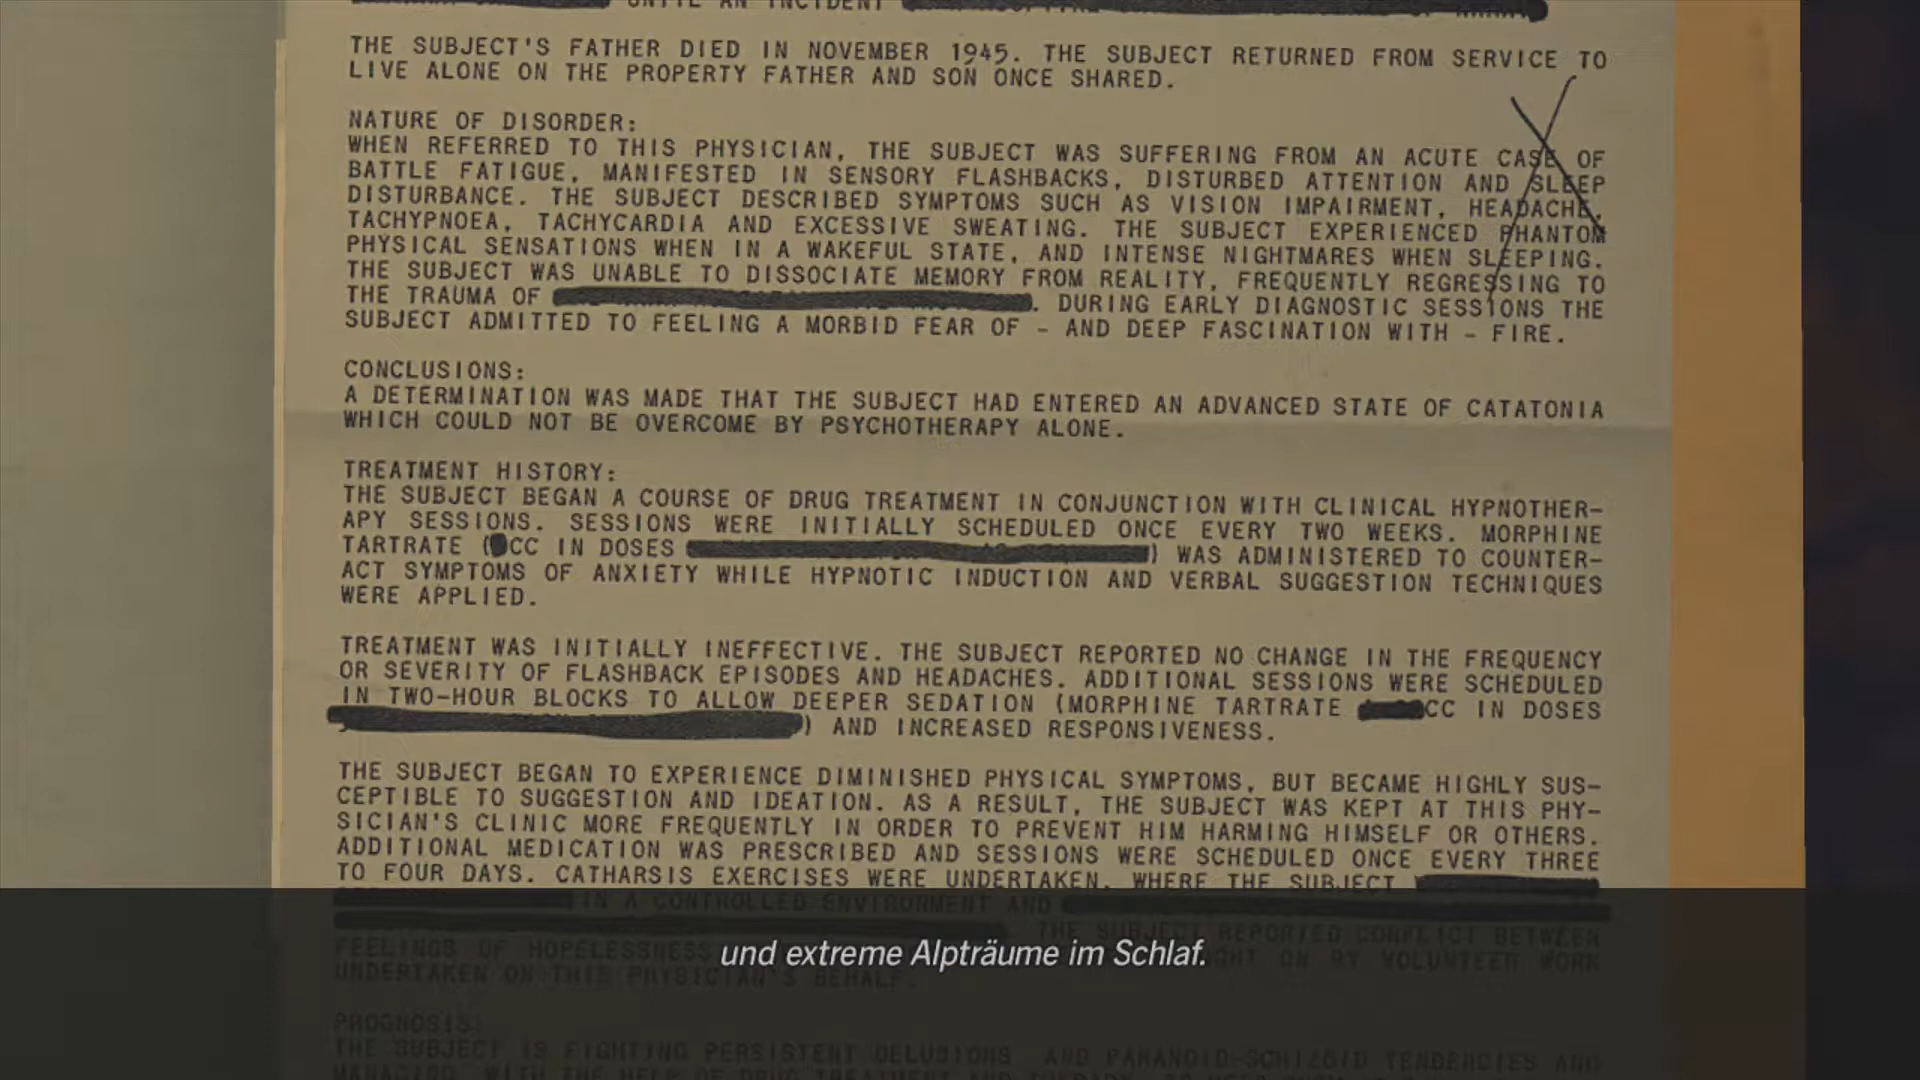 UNTIL AN INCIDENT
THE SUBJECT'S FATHER DIED IN NOVEMBER 1945. THE SUBJECT RETURNED FROM SERVICE TO
LIVE ALONE ON THE PROPERTY FATHER AND SON ONCE SHARED.
NATURE OF DISORDER:
WHEN REFERRED TO THIS PHYSICIAN, THE SUBJECT WAS SUFFERING FROM AN ACUTE CASE OF
BATTLE FATIGUE, MANIFESTED IN SENSORY FLASHBACKS, DISTURBED ATTENTION AND SLEEP
DISTURBANCE. THE SUBJECT DESCRIBED SYMPTOMS SUCH AS VISION IMPAIRMENT, HEADACHE,
TACHYPNOEA, TACHYCARDIA AND EXCESSIVE SWEATING. THE SUBJECT EXPERIENCED PHANTOM
PHYSICAL SENSATIONS WHEN IN A WAKEFUL STATE, AND INTENSE NIGHTMARES WHEN SLEEPING.
THE SUBJECT WAS UNABLE TO DISSOCIATE MEMORY FROM REALITY, FREQUENTLY REGRESSING TO
THE TRAUMA OF . DURING EARLY DIAGNOSTIC SESSIONS THE
SUBJECT ADMITTED TO FEELING A MORBID FEAR OF - AND DEEP FASCINATION WITH - FIRE.
CONCLUSIONS:
A DETERMINATION WAS MADE THAT THE SUBJECT HAD ENTERED AN ADVANCED STATE OF CATATONIA
WHICH COULD NOT BE OVERCOME BY PSYCHOTHERAPY ALONE.
TREATMENT HISTORY:
THE SUBJECT BEGAN A COURSE OF DRUG TREATMENT IN CONJUNCTION WITH CLINICAL HYPNOTHER-
APY SESSIONS. SESSIONS WERE INITIALLY SCHEDULED ONCE EVERY TWO WEEKS. MORPHINE
TARTRATE ( CC IN DOSES ) WAS ADMINISTERED TO COUNTER-
ACT SYMPTOMS OF ANXIETY WHILE HYPNOTIC INDUCTION AND VERBAL SUGGESTION TECHNIQUES
WERE APPLIED.
TREATMENT WAS INITIALLY INEFFECTIVE. THE SUBJECT REPORTED NO CHANGE IN THE FREQUENCY
OR SEVERITY OF FLASHBACK EPISODES AND HEADACHES. ADDITIONAL SESSIONS WERE SCHEDULED
IN TWO-HOUR BLOCKS TO ALLOW DEEPER SEDATION (MORPHINE TARTRATE CC IN DOSES
) AND INCREASED RESPONSIVENESS.
THE SUBJECT BEGAN TO EXPERIENCE DIMINISHED PHYSICAL SYMPTOMS, BUT BECAME HIGHLY SUS-
CEPTIBLE TO SUGGESTION AND IDEATION. AS A RESULT, THE SUBJECT WAS KEPT AT THIS PHY-
SICIAN'S CLINIC MORE FREQUENTLY IN ORDER TO PREVENT HIM HARMING HIMSELF OR OTHERS.
ADDITIONAL MEDICATION WAS PRESCRIBED AND SESSIONS WERE SCHEDULED ONCE EVERY THREE
TO FOUR DAYS. CATHARSIS EXERCISES WERE UNDERTAKEN, WHERE THE SUBJECT
IN A CONTROLLED ENVIRONMENT AND
THE SUBJECT REPORTED CONFLICT BETWEEN
FEELINGS OF HOPELESSNESS ON BY VOLUNTEER WORK
UNDERTAKEN ON THIS PHYSICIAN'S BEHALF.
und extreme Alpträume im Schlaf.
PROGNOSIS:
THE SUBJECT IS FIGHTING PERSISTENT DELUSIONS AND PARANOID-SCHIZOID TENDENCIES AND